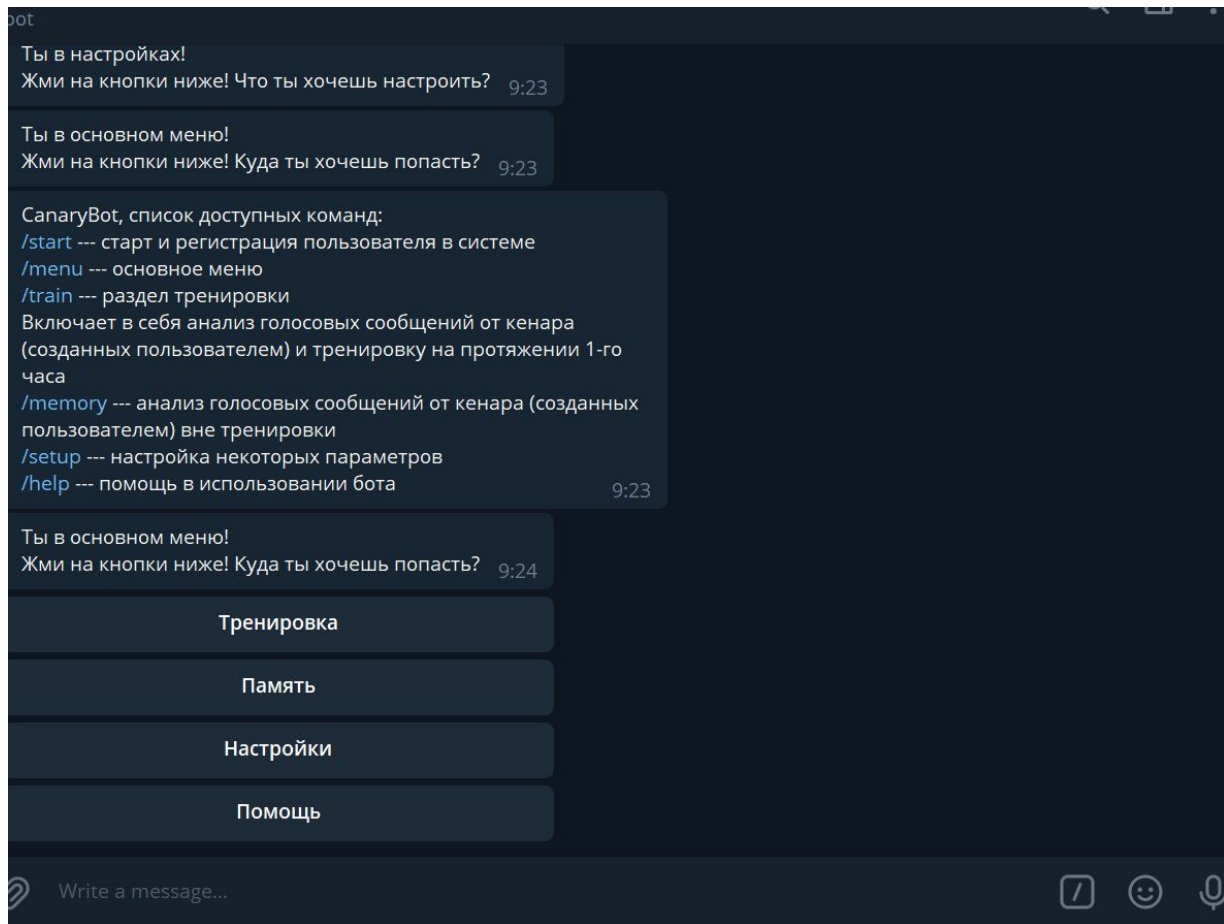 bot
Ты в настройках!
Жми на кнопки ниже! Что ты хочешь настроить? 9:23
Ты в основном меню!
Жми на кнопки ниже! Куда ты хочешь попасть? 9:23
CanaryBot, список доступных команд:
/start --- старт и регистрация пользователя в системе
/menu --- основное меню
/train --- раздел тренировки
Включает в себя анализ голосовых сообщений от кенара
(созданных пользователем) и тренировку на протяжении 1-го
часа
/memory --- анализ голосовых сообщений от кенара (созданных
пользователем) вне тренировки
/setup --- настройка некоторых параметров
/help --- помощь в использовании бота 9:23
Ты в основном меню!
Жми на кнопки ниже! Куда ты хочешь попасть? 9:24
Тренировка
Память
Настройки
Помощь
Write a message...